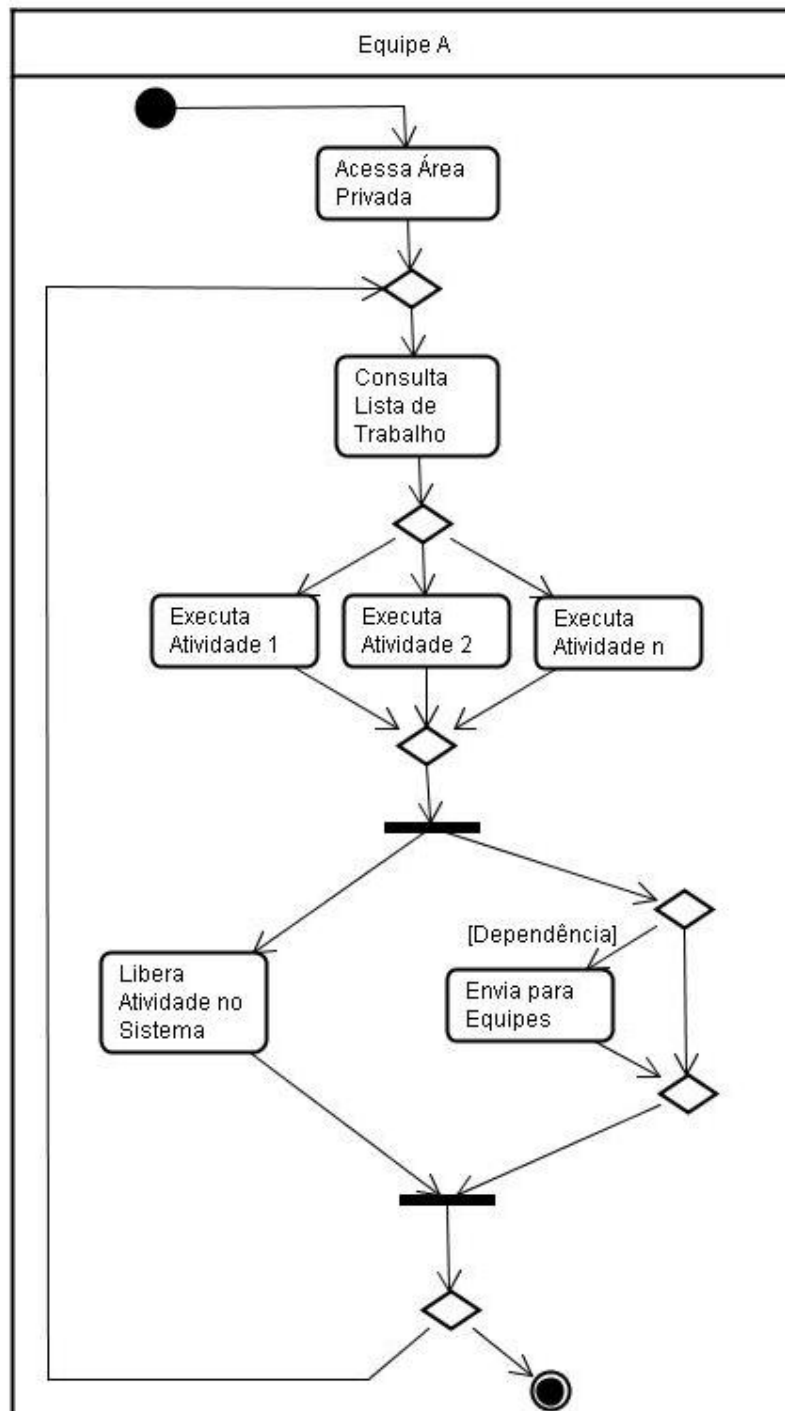 Equipe A
Acessa Área
Privada
Consulta
Lista de
Trabalho
Executa
Atividade 1
Executa
Atividade 2
Executa
Atividade n
[Dependência]
Libera
Atividade no
Sistema
Envia para
Equipes